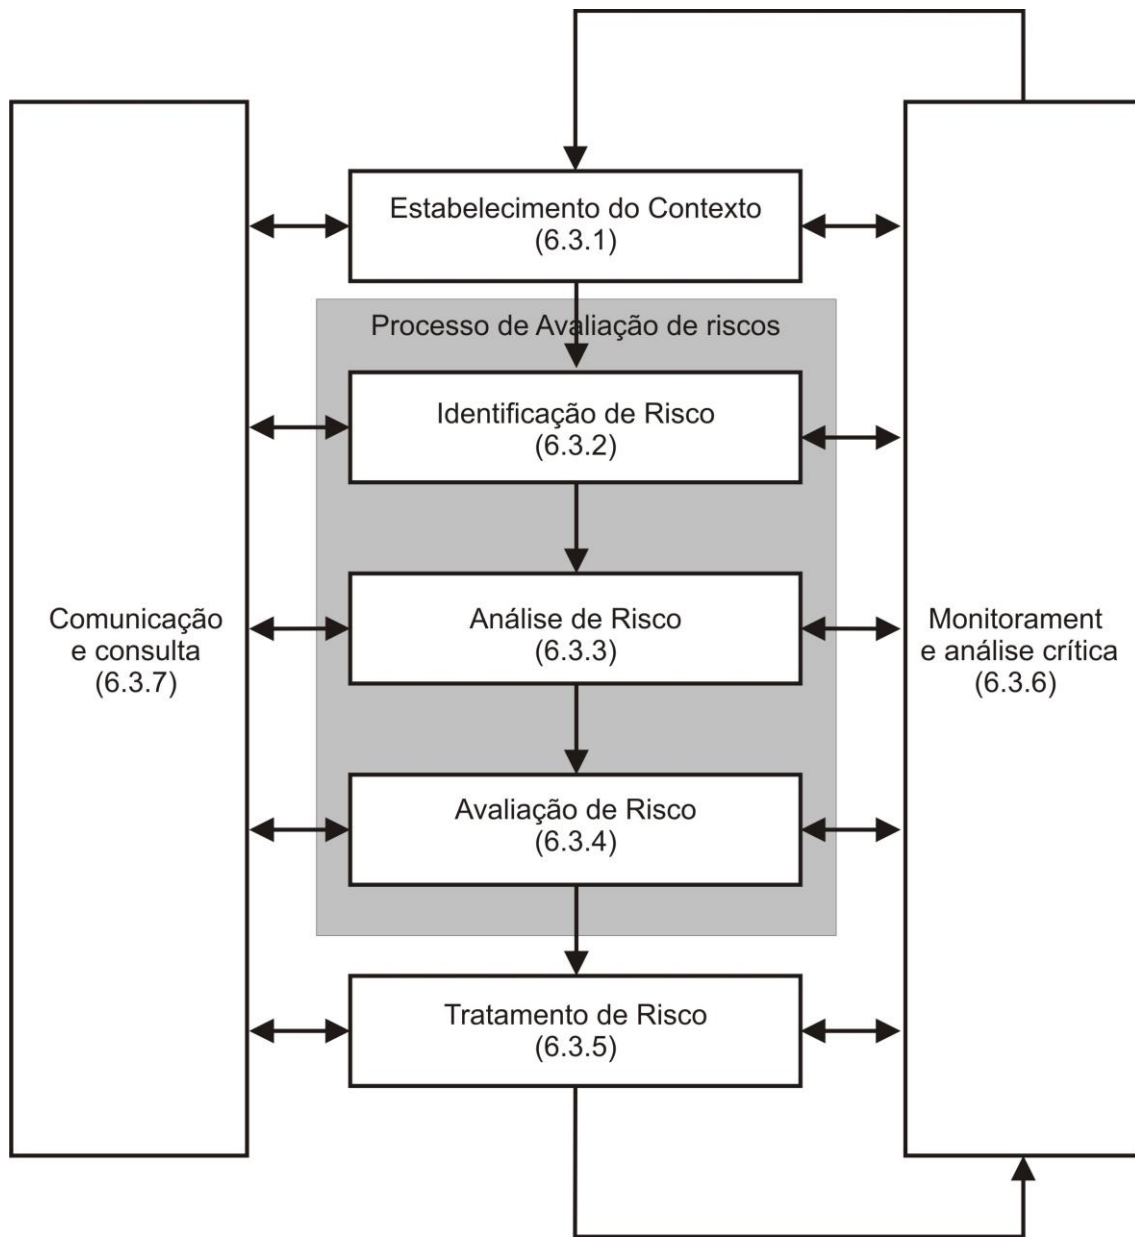 Estabelecimento do Contexto
(6.3.1)
Processo de Avaliação de riscos
Identificação de Risco
(6.3.2)
Análise de Risco
(6.3.3)
Avaliação de Risco
(6.3.4)
Tratamento de Risco
(6.3.5)
Comunicação
e consulta
(6.3.7)
Monitorament
e análise crítica
(6.3.6)